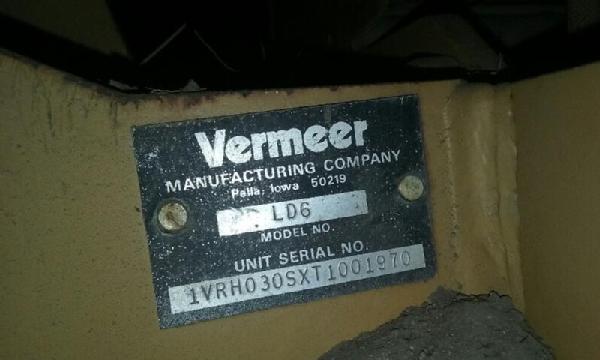 Vermeer
MANUFACTURING COMPANY
Pella, Iowa 50219
LD6
MODEL NO.
UNIT SERIAL NO.
1VRH030SXT1001970